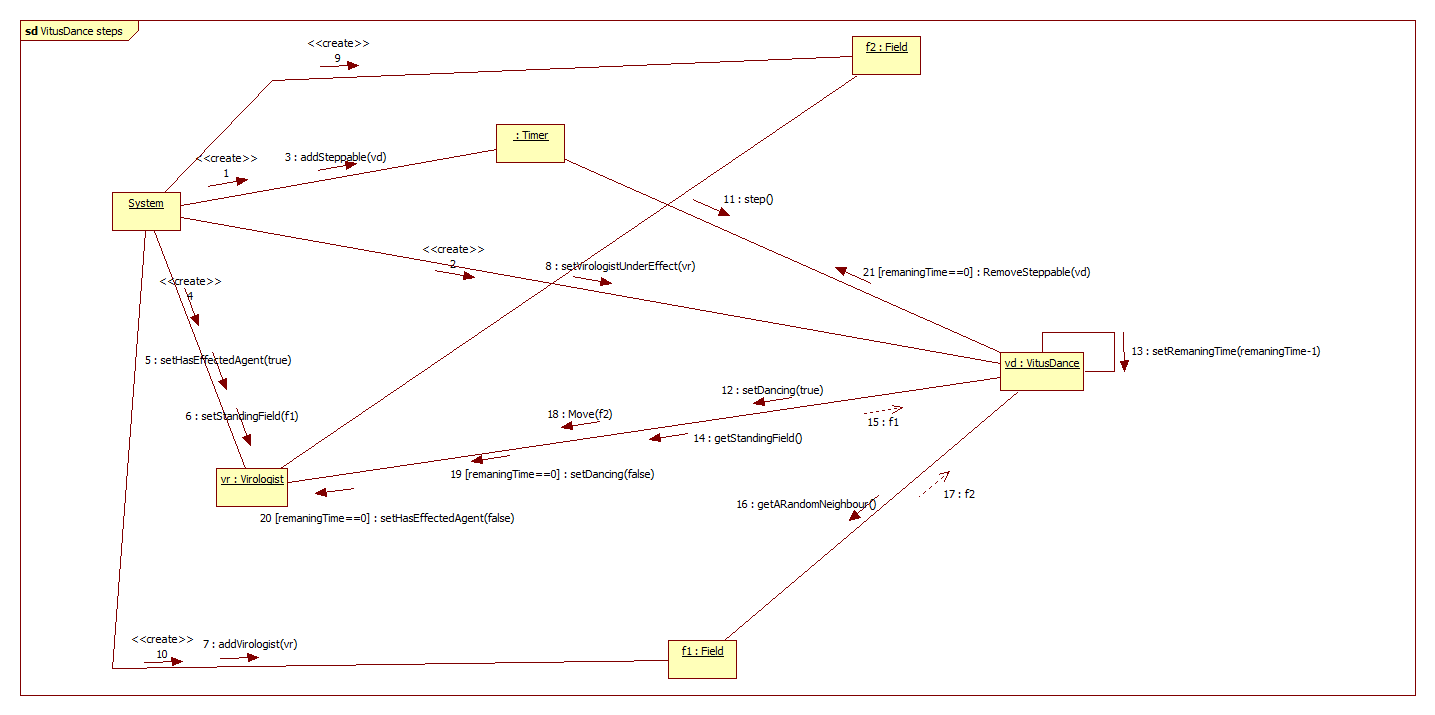 sd VitusDance steps
<<create>>
9
f2 : Field
: Timer
<<create>>
1
3 : addSteppable(vd)
System
11 : step()
<<create>>
2
8 : setVirologistUnderEffect(vr)
21 [remaningTime==0] : RemoveSteppable(vd)
<<create>>
4
5 : setHasEffectedAgent(true)
13 : setRemaningTime(remaningTime-1)
vd : VitusDance
12 : setDancing(true)
6 : setStandingField(f1)
18 : Move(f2)
15 : f1
14 : getStandingField()
vr : Virologist
19 [remaningTime==0] : setDancing(false)
17 : f2
16 : getARandomNeighbour()
20 [remaningTime==0] : setHasEffectedAgent(false)
<<create>>
10
7 : addVirologist(vr)
f1 : Field